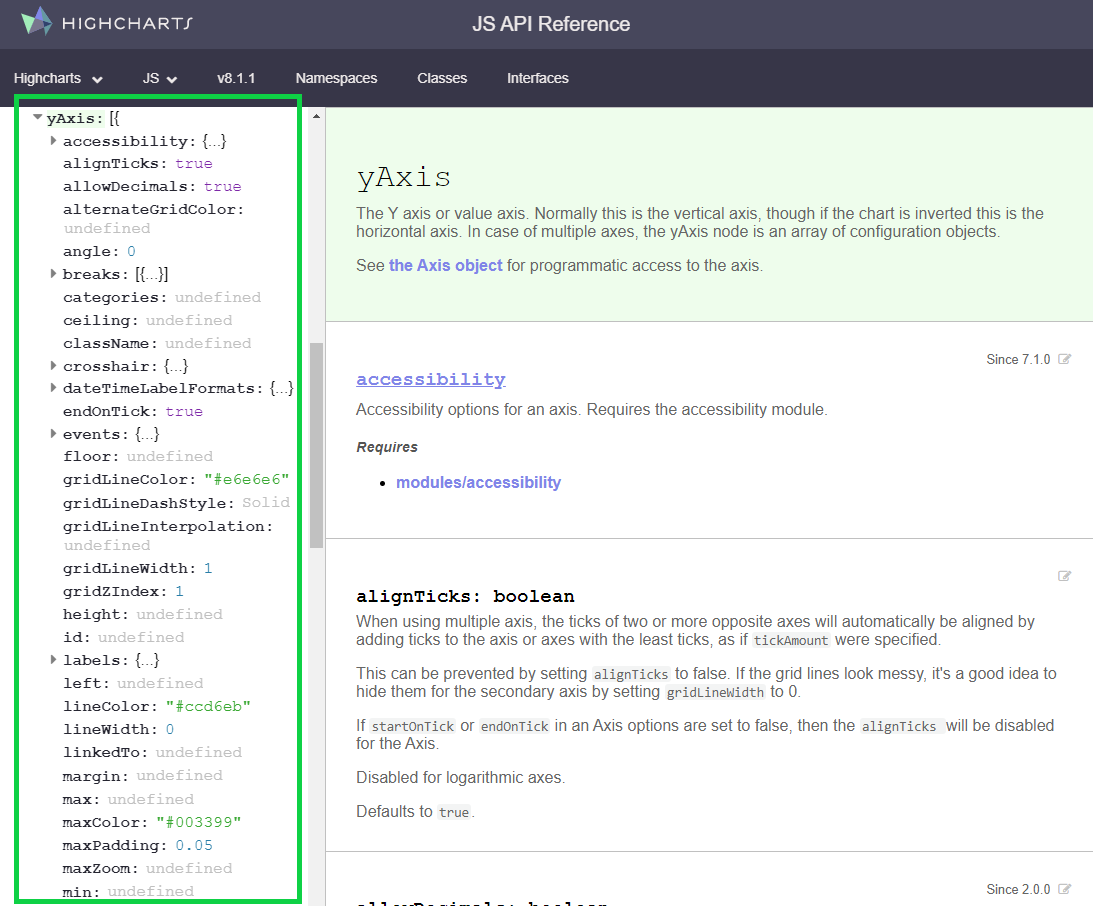 HIGHCHARTS
JS API Reference
Highcharts JS v8.1.1 Namespaces Classes Interfaces
yAxis: [{
accessibility: {...}
alignTicks: true
allowDecimals: true
alternateGridColor:
undefined
angle: 0
breaks: [{...}]
categories: undefined
ceiling: undefined
className: undefined
crosshair: {...}
dateTimeLabelFormats: {...}
endOnTick: true
events: {...}
floor: undefined
gridLineColor: "#e6e6e6"
gridLineDashStyle: Solid
gridLineInterpolation:
undefined
gridLineWidth: 1
gridZIndex: 1
height: undefined
id: undefined
labels: {...}
left: undefined
lineColor: "#ccd6eb"
lineWidth: 0
linkedTo: undefined
margin: undefined
max: undefined
maxColor: "#003399"
maxPadding: 0.05
maxZoom: undefined
min: undefined
yAxis
The Y axis or value axis. Normally this is the vertical axis, though if the chart is inverted this is the
horizontal axis. In case of multiple axes, the yAxis node is an array of configuration objects.
See the Axis object for programmatic access to the axis.
Since 7.1.0
accessibility
Accessibility options for an axis. Requires the accessibility module.
Requires
• modules/accessibility
alignTicks: boolean
When using multiple axis, the ticks of two or more opposite axes will automatically be aligned by
adding ticks to the axis or axes with the least ticks, as if tickAmount were specified.
This can be prevented by setting alignTicks to false. If the grid lines look messy, it's a good idea to
hide them for the secondary axis by setting gridLineWidth to 0.
If startOnTick or endOnTick in an Axis options are set to false, then the alignTicks will be disabled
for the Axis.
Disabled for logarithmic axes.
Defaults to true.
Since 2.0.0
allowDecimals: boolean